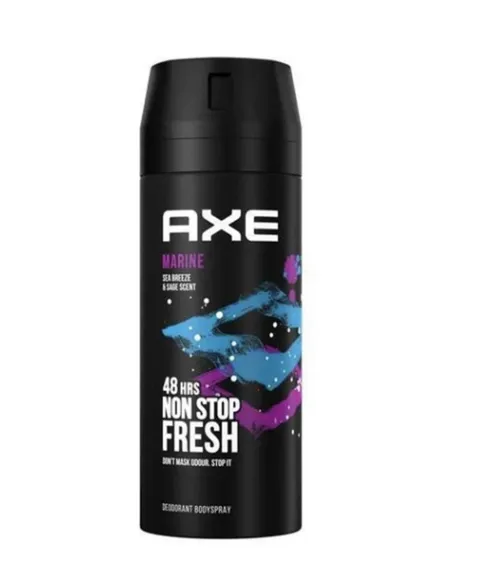 AXE
MARINE
SEA BREEZE
& SAGE SCENT
48 HRS
NON STOP
FRESH
DON'T MASK ODOUR, STOP IT
DEODORANT BODYSPRAY